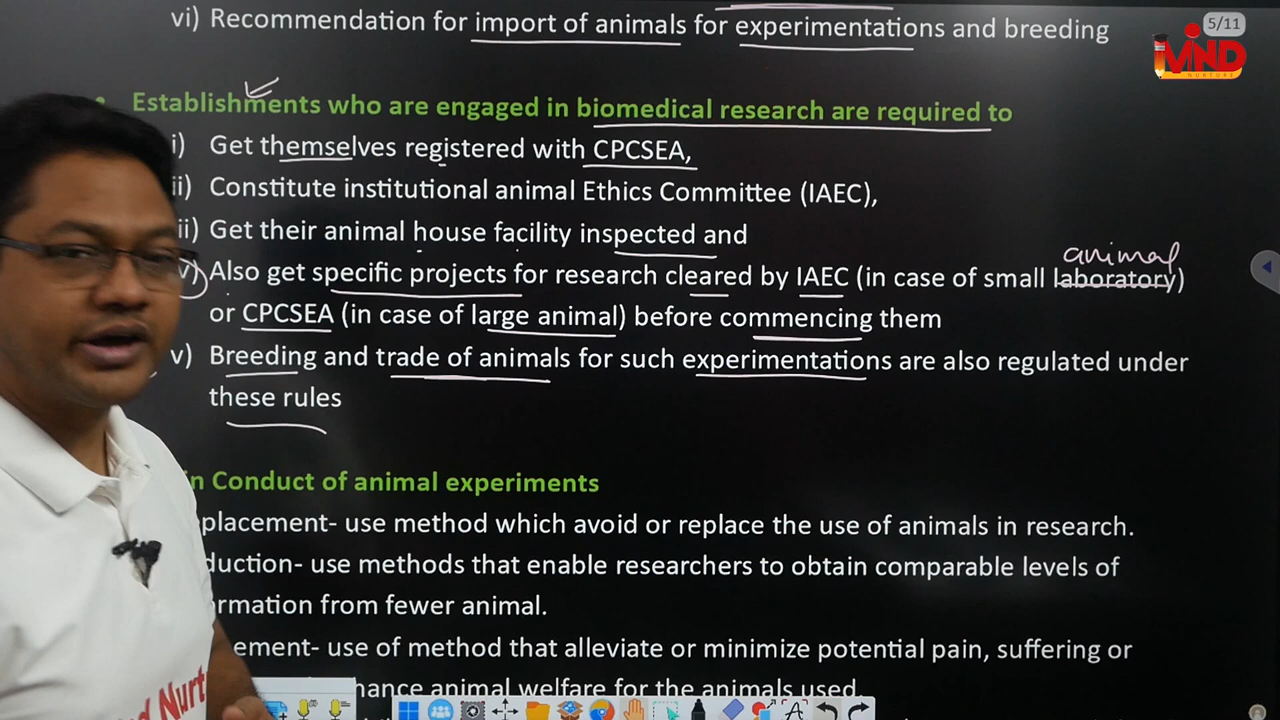 vi) Recommendation for import of animals for experimentations and breeding
5/11
MIND
NURTURE
Establishments who are engaged in biomedical research are required to
i) Get themselves registered with CPCSEA,
ii) Constitute institutional animal Ethics Committee (IAEC),
ii) Get their animal house facility inspected and
animal
v) Also get specific projects for research cleared by IAEC (in case of small laboratory)
or CPCSEA (in case of large animal) before commencing them
v) Breeding and trade of animals for such experimentations are also regulated under
these rules
n Conduct of animal experiments
placement- use method which avoid or replace the use of animals in research.
duction- use methods that enable researchers to obtain comparable levels of
ormation from fewer animal.
ement- use of method that alleviate or minimize potential pain, suffering or
hance animal welfare for the animals used.
d Nurt